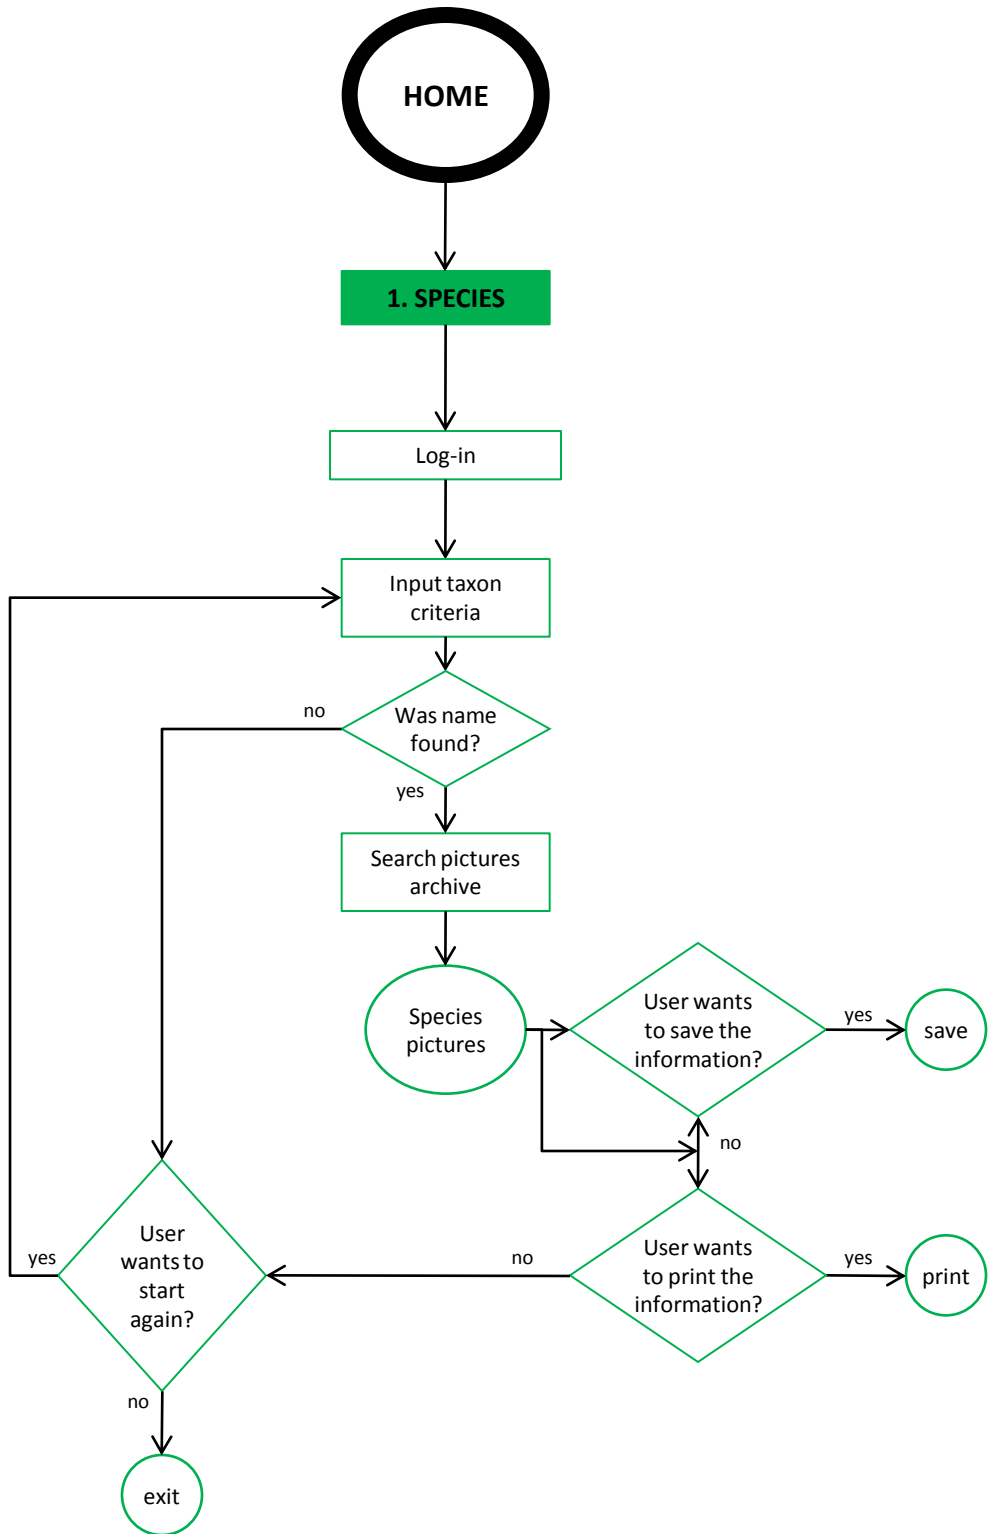 HOME
1. SPECIES
Log-in
Input taxon
criteria
no
Was name
found?
yes
Search pictures
archive
Species
pictures
User wants
to save the
information?
yes
save
no
User
wants to
start
again?
yes
no
User wants
to print the
information?
yes
print
no
exit